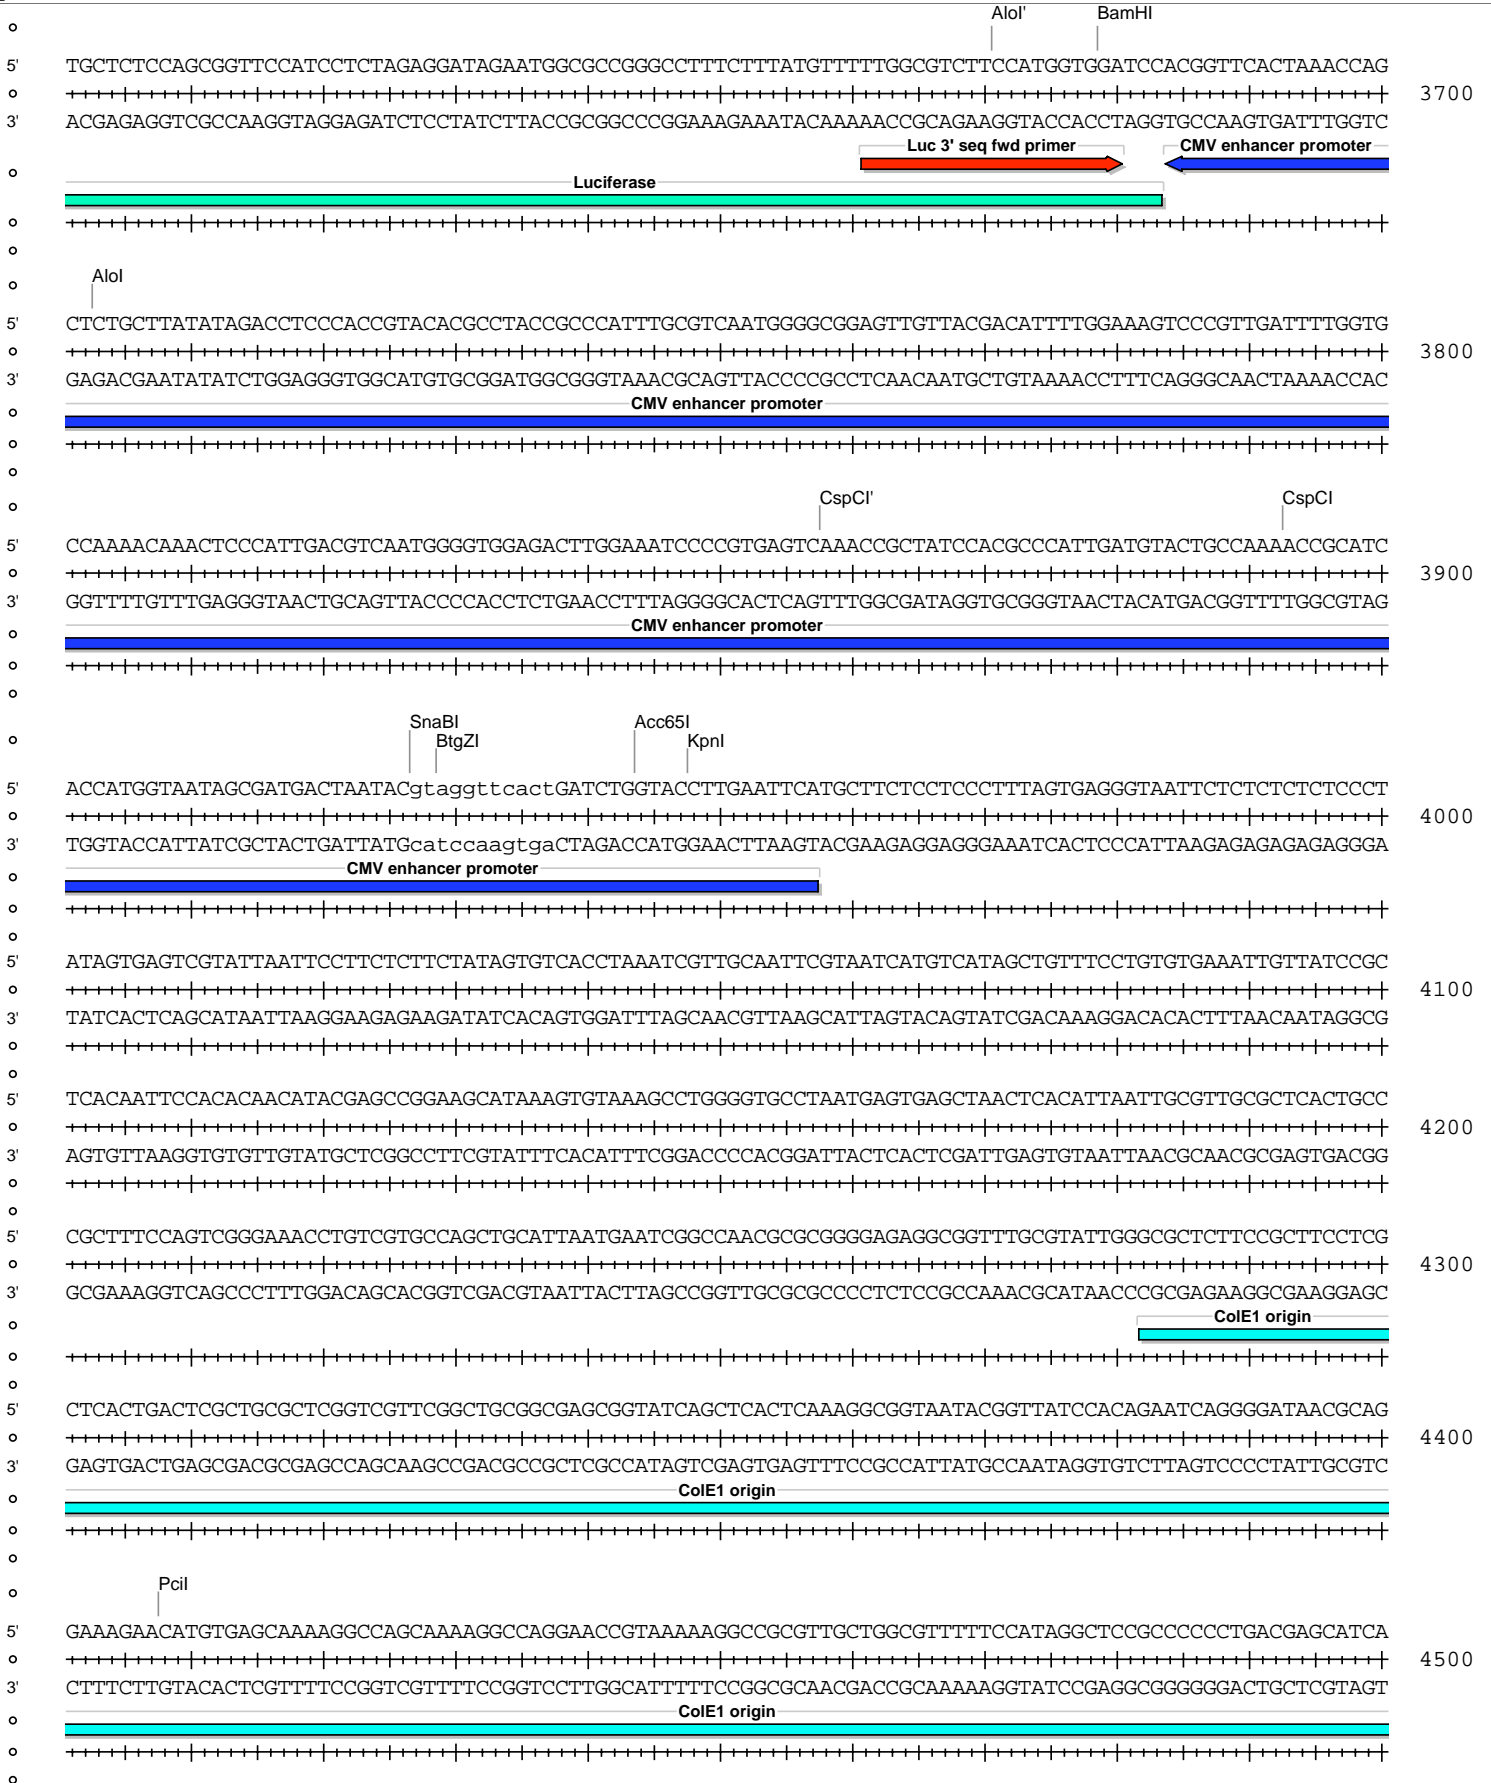 AloI' BamHI
5' TGCTCTCCAGCGGTTCCATCCTCTAGAGGATAGAATGGCGCCGGGCCTTTCTTTATGTTTTTGGCGTCTTCCATGGTGGATCCACGGTTCACTAAACCAG
3700
3' ACGAGAGGTCGCCAAGGTAGGAGATCTCCTATCTTACCGCGGCCCGGAAAGAAATACAAAAACCGCAGAAGGTACCACCTAGGTGCCAAGTGATTTGGTC
Luc 3' seq fwd primer CMV enhancer promoter
Luciferase
AloI
5' CTCTGCTTATATAGACCTCCCACCGTACACGCCTACCGCCCATTTGCGTCAATGGGGCGGAGTTGTTACGACATTTTGGAAAGTCCCGTTGATTTTGGTG
3800
3' GAGACGAATATATCTGGAGGGTGGCATGTGCGGATGGCGGGTAAACGCAGTTACCCCGCCTCAACAATGCTGTAAAACCTTTCAGGGCAACTAAAACCAC
CMV enhancer promoter
CspCI' CspCI
5' CCAAAACAAACTCCCATTGACGTCAATGGGGTGGAGACTTGGAAATCCCCGTGAGTCAAACCGCTATCCACGCCCATTGATGTACTGCCAAAACCGCATC
3900
3' GGTTTTGTTTGAGGGTAACTGCAGTTACCCCACCTCTGAACCTTTAGGGGCACTCAGTTTGGCGATAGGTGCGGGTAACTACATGACGGTTTTGGCGTAG
CMV enhancer promoter
SnaBI Acc65I
BtgZI KpnI
5' ACCATGGTAATAGCGATGACTAATACgtaggttcactGATCTGGTACCTTGAATTCATGCTTCTCCTCCCTTTAGTGAGGGTAATTCTCTCTCTCTCCCT
4000
3' TGGTACCATTATCGCTACTGATTATGcatccaagtgaCTAGACCATGGAACTTAAGTACGAAGAGGAGGGAAATCACTCCCATTAAGAGAGAGAGAGGGA
CMV enhancer promoter
5' ATAGTGAGTCGTATTAATTCCTTCTCTTCTATAGTGTCACCTAAATCGTTGCAATTCGTAATCATGTCATAGCTGTTTCCTGTGTGAAATTGTTATCCGC
4100
3' TATCACTCAGCATAATTAAGGAAGAGAAGATATCACAGTGGATTTAGCAACGTTAAGCATTAGTACAGTATCGACAAAGGACACACTTTAACAATAGGCG
5' TCACAATTCCACACAACATACGAGCCGGAAGCATAAAGTGTAAAGCCTGGGGTGCCTAATGAGTGAGCTAACTCACATTAATTGCGTTGCGCTCACTGCC
4200
3' AGTGTTAAGGTGTGTTGTATGCTCGGCCTTCGTATTTCACATTTCGGACCCCACGGATTACTCACTCGATTGAGTGTAATTAACGCAACGCGAGTGACGG
5' CGCTTTCCAGTCGGGAAACCTGTCGTGCCAGCTGCATTAATGAATCGGCCAACGCGCGGGGAGAGGCGGTTTGCGTATTGGGCGCTCTTCCGCTTCCTCG
4300
3' GCGAAAGGTCAGCCCTTTGGACAGCACGGTCGACGTAATTACTTAGCCGGTTGCGCGCCCCTCTCCGCCAAACGCATAACCCGCGAGAAGGCGAAGGAGC
ColE1 origin
5' CTCACTGACTCGCTGCGCTCGGTCGTTCGGCTGCGGCGAGCGGTATCAGCTCACTCAAAGGCGGTAATACGGTTATCCACAGAATCAGGGGATAACGCAG
4400
3' GAGTGACTGAGCGACGCGAGCCAGCAAGCCGACGCCGCTCGCCATAGTCGAGTGAGTTTCCGCCATTATGCCAATAGGTGTCTTAGTCCCCTATTGCGTC
ColE1 origin
PciI
5' GAAAGAACATGTGAGCAAAAGGCCAGCAAAAGGCCAGGAACCGTAAAAAGGCCGCGTTGCTGGCGTTTTTCCATAGGCTCCGCCCCCCTGACGAGCATCA
4500
3' CTTTCTTGTACACTCGTTTTCCGGTCGTTTTCCGGTCCTTGGCATTTTTCCGGCGCAACGACCGCAAAAAGGTATCCGAGGCGGGGGGACTGCTCGTAGT
ColE1 origin